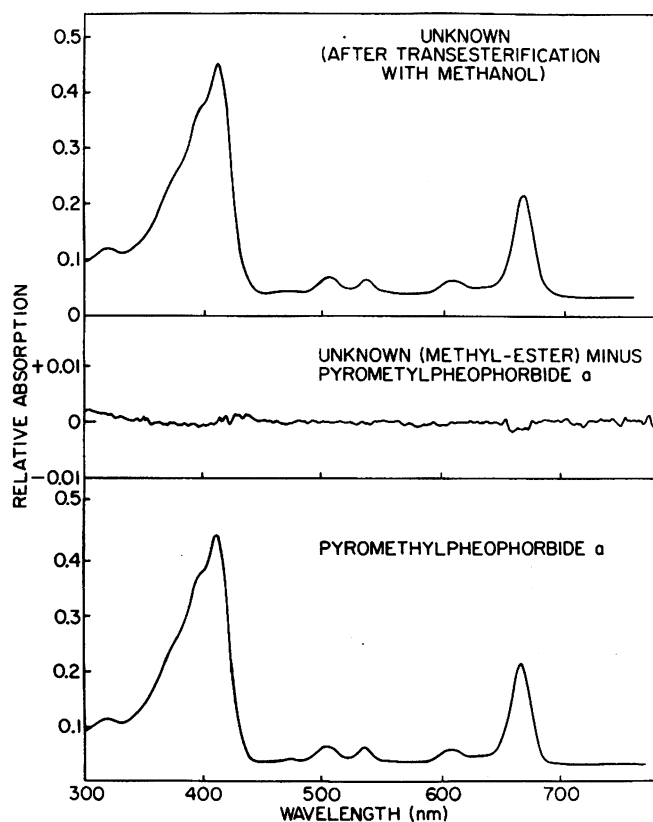 0.5
UNKNOWN
(AFTER TRANSESTERIFICATION
WITH METHANOL)
0.4
0.3
0.2
0.1
0
RELATIVE ABSORPTION
+0.01
UNKNOWN (METHYL-ESTER) MINUS
PYROMETYLPHEOPHORBIDE a
0
-0.01
0.5
PYROMETHYLPHEOPHORBIDE a
0.4
0.3
0.2
0.1
300 400 500 600 700
WAVELENGTH (nm)